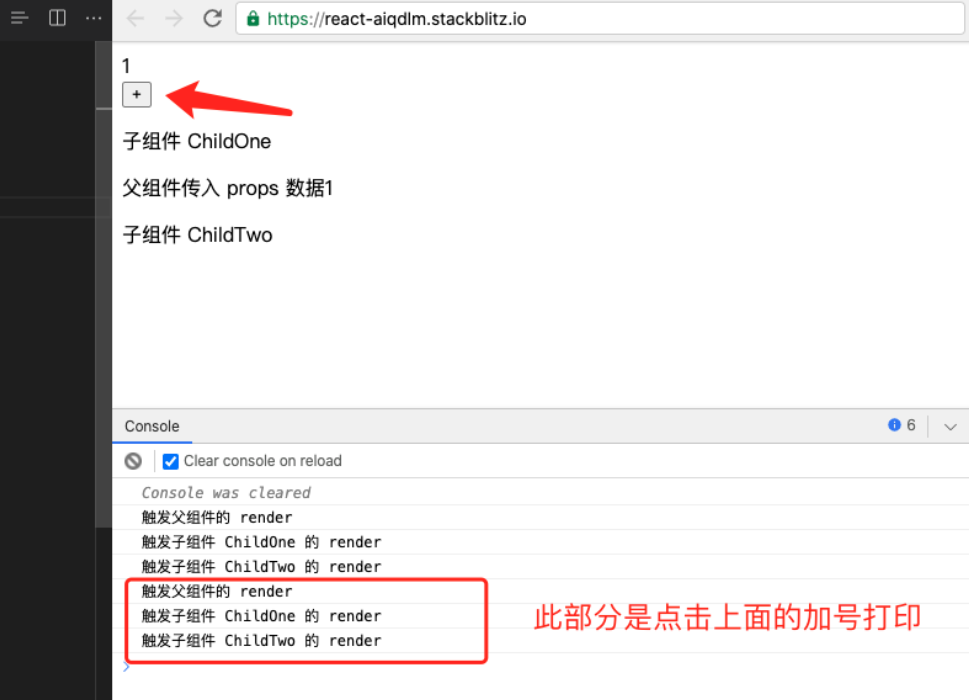 https://react-aiqdlm.stackblitz.io
1
+
子组件 ChildOne
父组件传入 props 数据1
子组件 ChildTwo
Console
6
Clear console on reload
Console was cleared
触发父组件的 render
触发子组件 ChildOne 的 render
触发子组件 ChildTwo 的 render
触发父组件的 render
触发子组件 ChildOne 的 render
触发子组件 ChildTwo 的 render
此部分是点击上面的加号打印